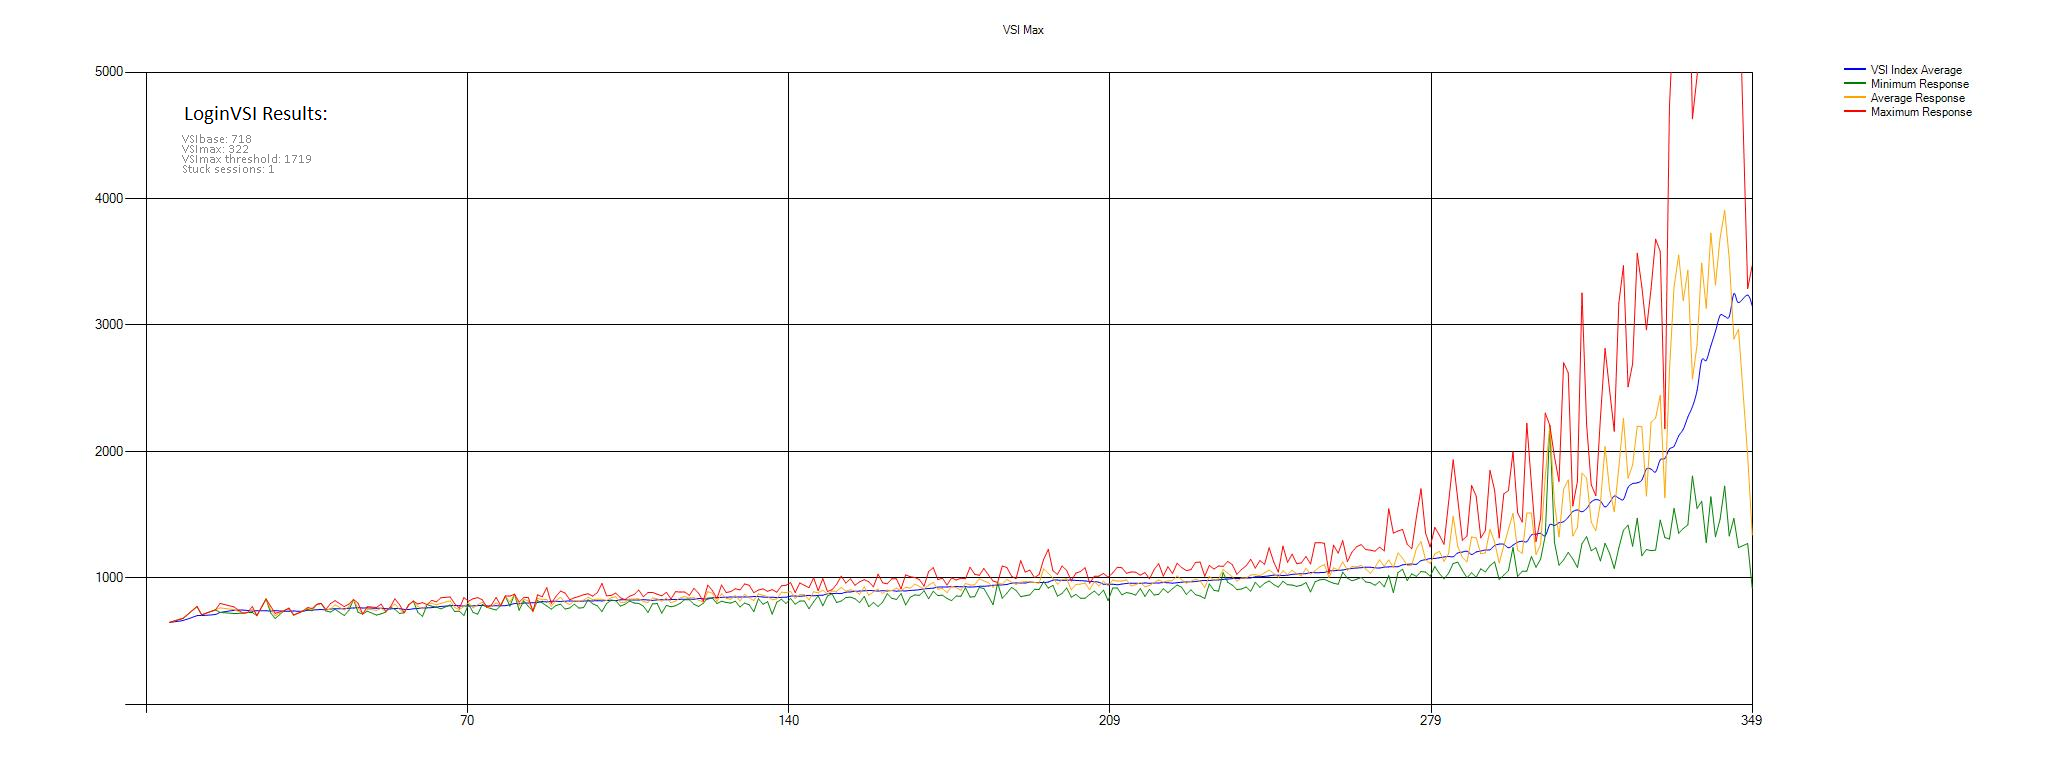 VSI Max
5000
4000
3000
2000
1000
LoginVSI Results:
VSIbase: 718
VSImax: 322
VSImax threshold: 1719
Stuck sessions: 1
VSI Index Average
Minimum Response
Average Response
Maximum Response
70
140
209
279
349